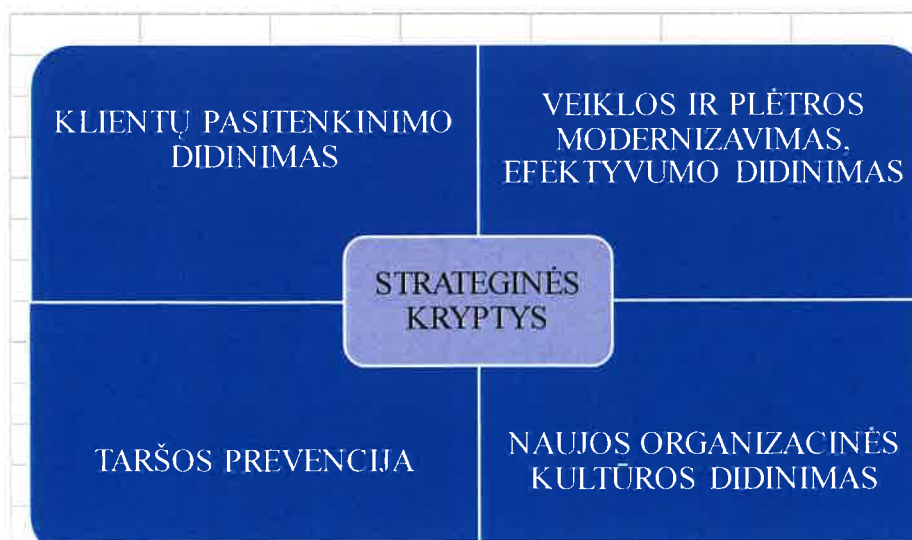 KLIENTŲ PASITENKINIMO
DIDINIMAS
VEIKLOS IR PLĖTROS
MODERNIZAVIMAS,
EFEKTYVUMO DIDINIMAS
STRATEGINĖS
KRYPTYS
TARŠOS PREVENCIJA
NAUJOS ORGANIZACINĖS
KULTŪROS DIDINIMAS